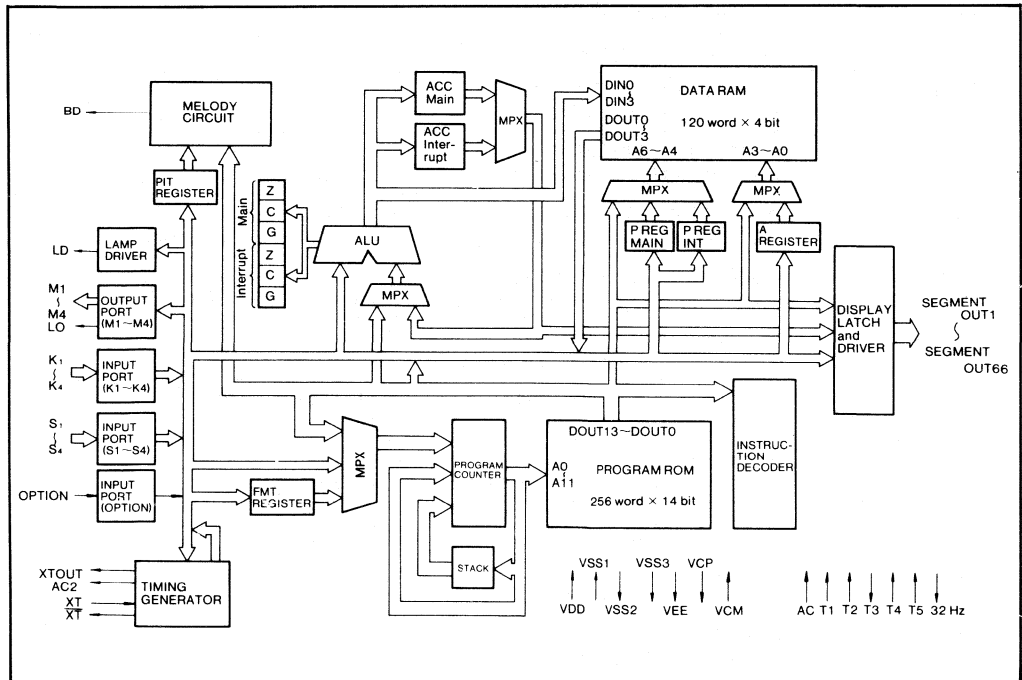 BD
MELODY
CIRCUIT
PIT
REGISTER
LD
LAMP
DRIVER
M1
~
M4
LO
OUTPUT
PORT
(M1~M4)
K1
~
K4
INPUT
PORT
(K1~K4)
S1
~
S4
INPUT
PORT
(S1~S4)
OPTION
INPUT
PORT
(OPTION)
XTOUT
AC2
XT
X̅T̅
TIMING
GENERATOR
Main
Interrupt
Z
C
G
Z
C
G
ALU
MPX
ACC
Main
ACC
Inter-
rupt
MPX
DIN0
~
DIN3
DOUT0
~
DOUT3
DATA RAM
120 word × 4 bit
A6~A4
A3~A0
MPX
MPX
P REG
MAIN
P REG
INT
A
REGISTER
DISPLAY
LATCH
and
DRIVER
SEGMENT
OUT1
~
SEGMENT
OUT66
FMT
REGISTER
MPX
PROGRAM
COUNTER
STACK
DOUT13~DOUT0
A0
~
A11
PROGRAM ROM
256 word × 14 bit
INSTRUC-
TION
DECODER
VSS1
VSS3
VCP
VDD
VSS2
VEE
VCM
AC T1 T2 T3 T4 T5 32 Hz